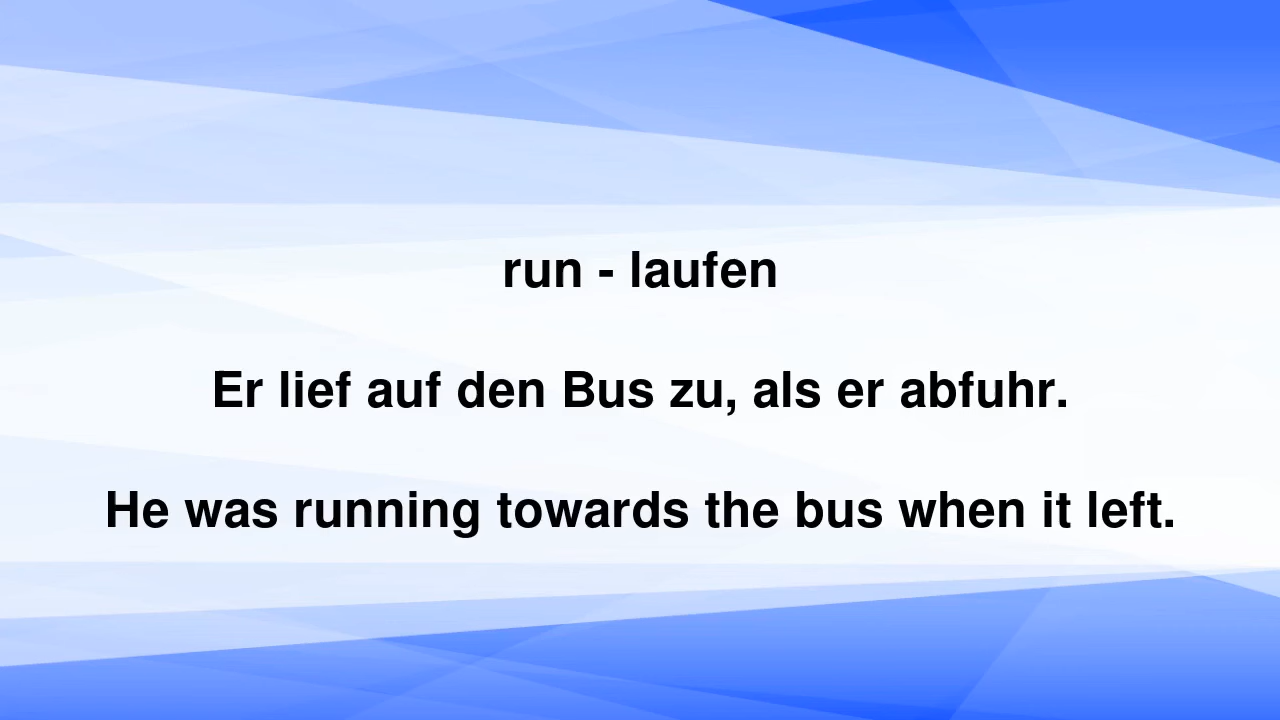 run - laufen
Er lief auf den Bus zu, als er abfuhr.
He was running towards the bus when it left.